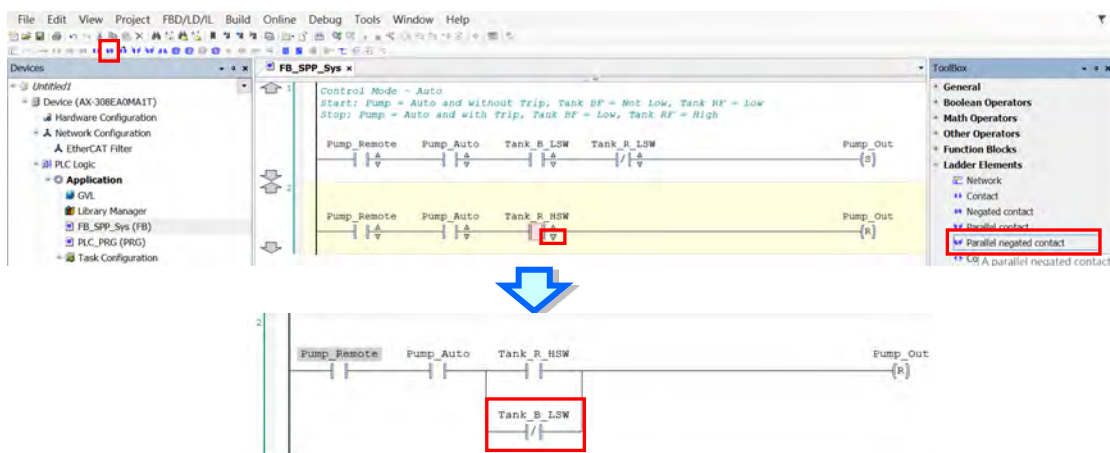 File Edit View Project FBD/LD/IL Build Online Debug Tools Window Help
Devices
Untitled1
Device (AX-308EA0MA1T)
Hardware Configuration
Network Configuration
EtherCAT Filter
PLC Logic
Application
GVL
Library Manager
FB_SPP_Sys (FB)
PLC_PRG (PRG)
Task Configuration
FB_SPP_Sys x
1
Control Mode - Auto
Start: Pump = Auto and without Trip, Tank BF = Not Low, Tank RF = Low
Stop: Pump = Auto and with Trip, Tank BF = Low, Tank RF = High
Pump_Remote Pump_Auto Tank_B_LSW Tank_R_LSW Pump_Out
S
2
Pump_Remote Pump_Auto Tank_R_HSW Pump_Out
R
ToolBox
General
Boolean Operators
Math Operators
Other Operators
Function Blocks
Ladder Elements
Network
Contact
Negated contact
Parallel contact
Parallel negated contact
A parallel negated contact
2
Pump_Remote Pump_Auto Tank_R_HSW Pump_Out
R
Tank_B_LSW